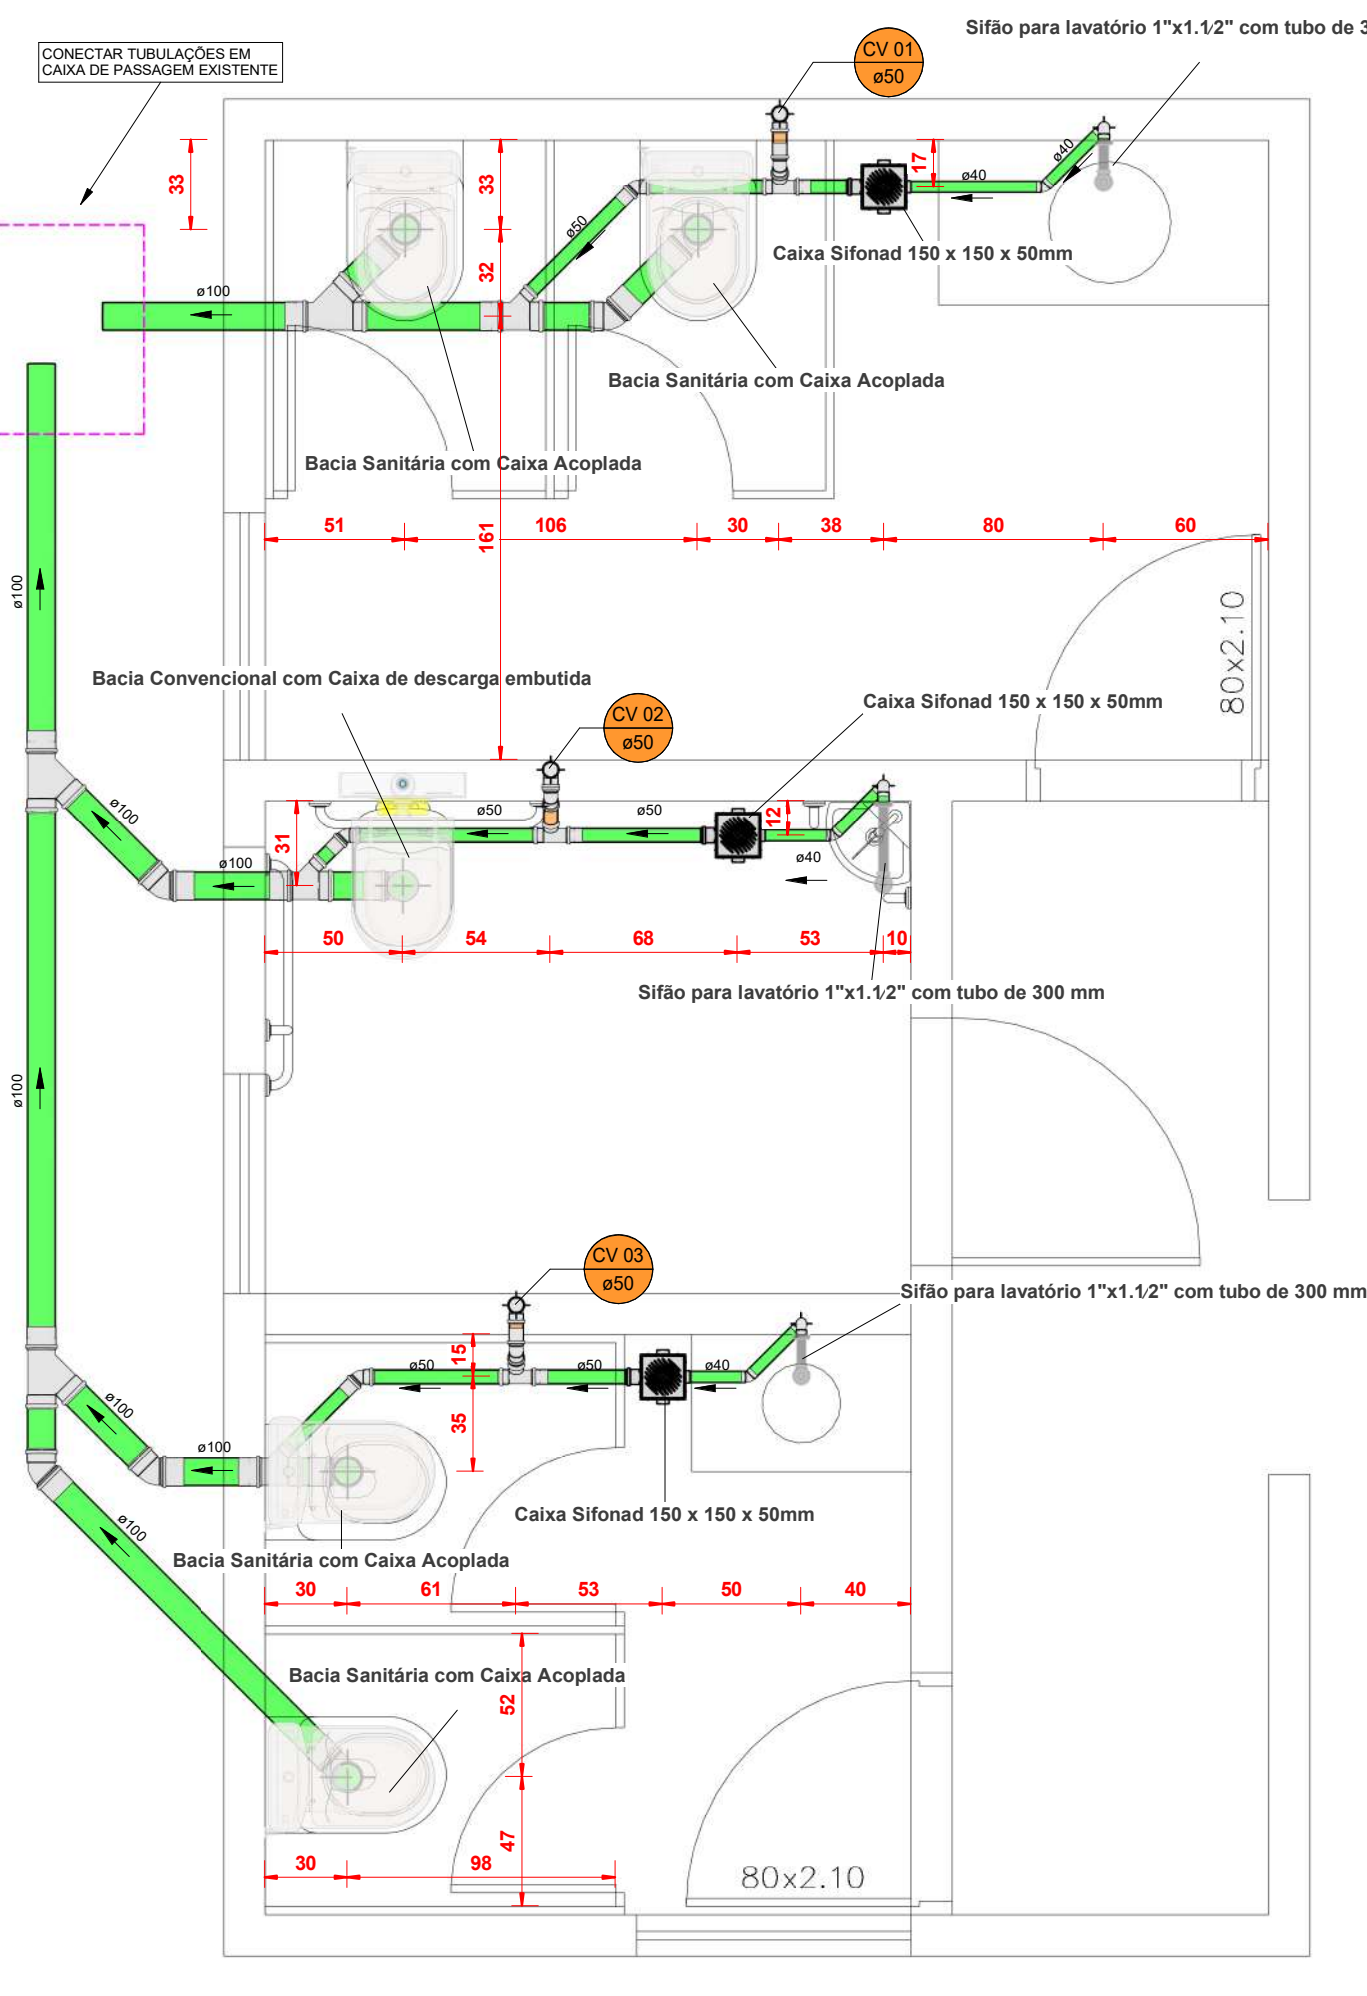 Sifão para lavatório 1"x1.1/2" com tubo de 3
CONECTAR TUBULAÇÕES EM
CAIXA DE PASSAGEM EXISTENTE
CV 01
ø50
33
33
17
ø40
ø40
ø50
32
Caixa Sifonad 150 x 150 x 50mm
ø100
Bacia Sanitária com Caixa Acoplada
Bacia Sanitária com Caixa Acoplada
51
106
30
38
80
60
161
ø100
80x2.10
Bacia Convencional com Caixa de descarga embutida
Caixa Sifonad 150 x 150 x 50mm
CV 02
ø50
ø100
ø50
ø50
12
31
ø100
ø40
50
54
68
53
10
Sifão para lavatório 1"x1.1/2" com tubo de 300 mm
ø100
CV 03
ø50
Sifão para lavatório 1"x1.1/2" com tubo de 300 mm
15
ø50
ø50
ø40
ø100
35
ø100
Caixa Sifonad 150 x 150 x 50mm
ø100
Bacia Sanitária com Caixa Acoplada
30
61
53
50
40
Bacia Sanitária com Caixa Acoplada
52
47
30
98
80x2.10